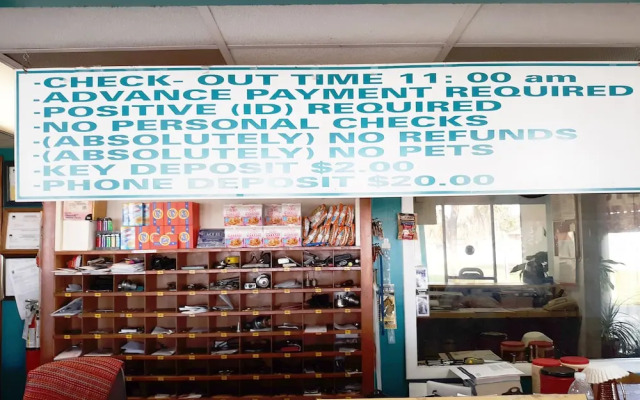 -CHECK- OUT TIME 11: 00 am
-ADVANCE PAYMENT REQUIRED
-POSITIVE (ID) REQUIRED
-NO PERSONAL CHECKS
-(ABSOLUTELY) NO REFUNDS
-(ABSOLUTELY) NO PETS
-KEY DEPOSIT $2.00
-PHONE DEPOSIT $20.00